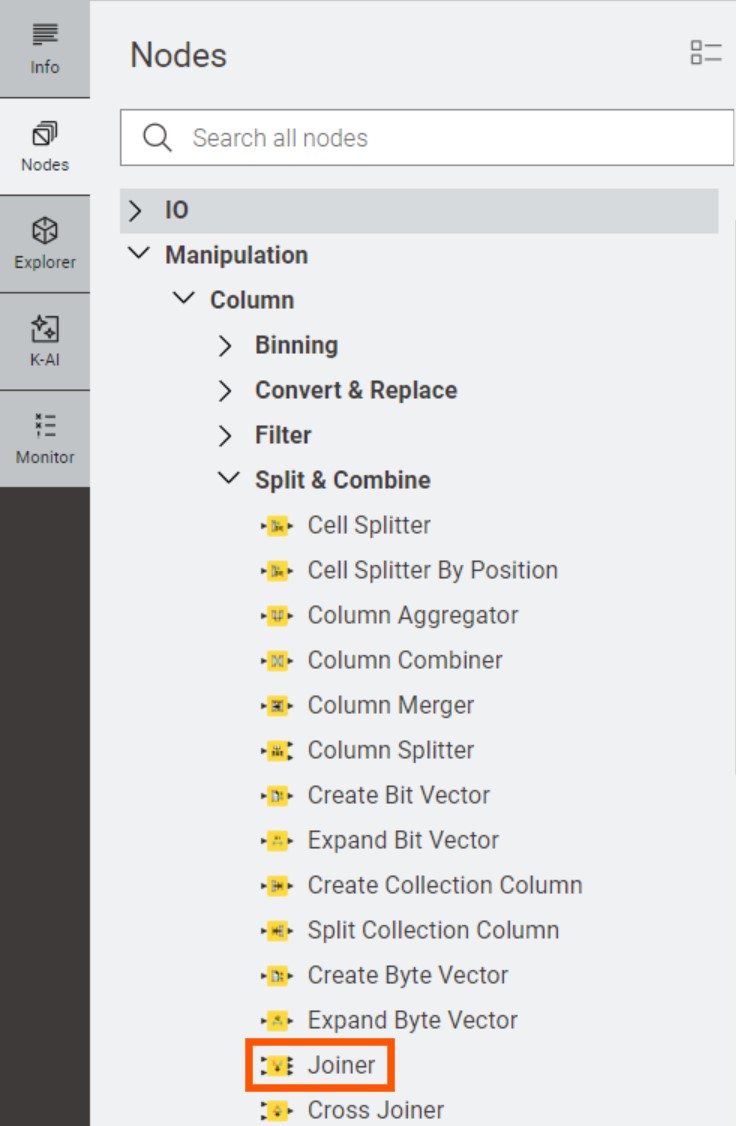 Info
Nodes
Explorer
K-AI
Monitor
Nodes
Search all nodes
IO
Manipulation
Column
Binning
Convert & Replace
Filter
Split & Combine
Cell Splitter
Cell Splitter By Position
Column Aggregator
Column Combiner
Column Merger
Column Splitter
Create Bit Vector
Expand Bit Vector
Create Collection Column
Split Collection Column
Create Byte Vector
Expand Byte Vector
Joiner
Cross Joiner